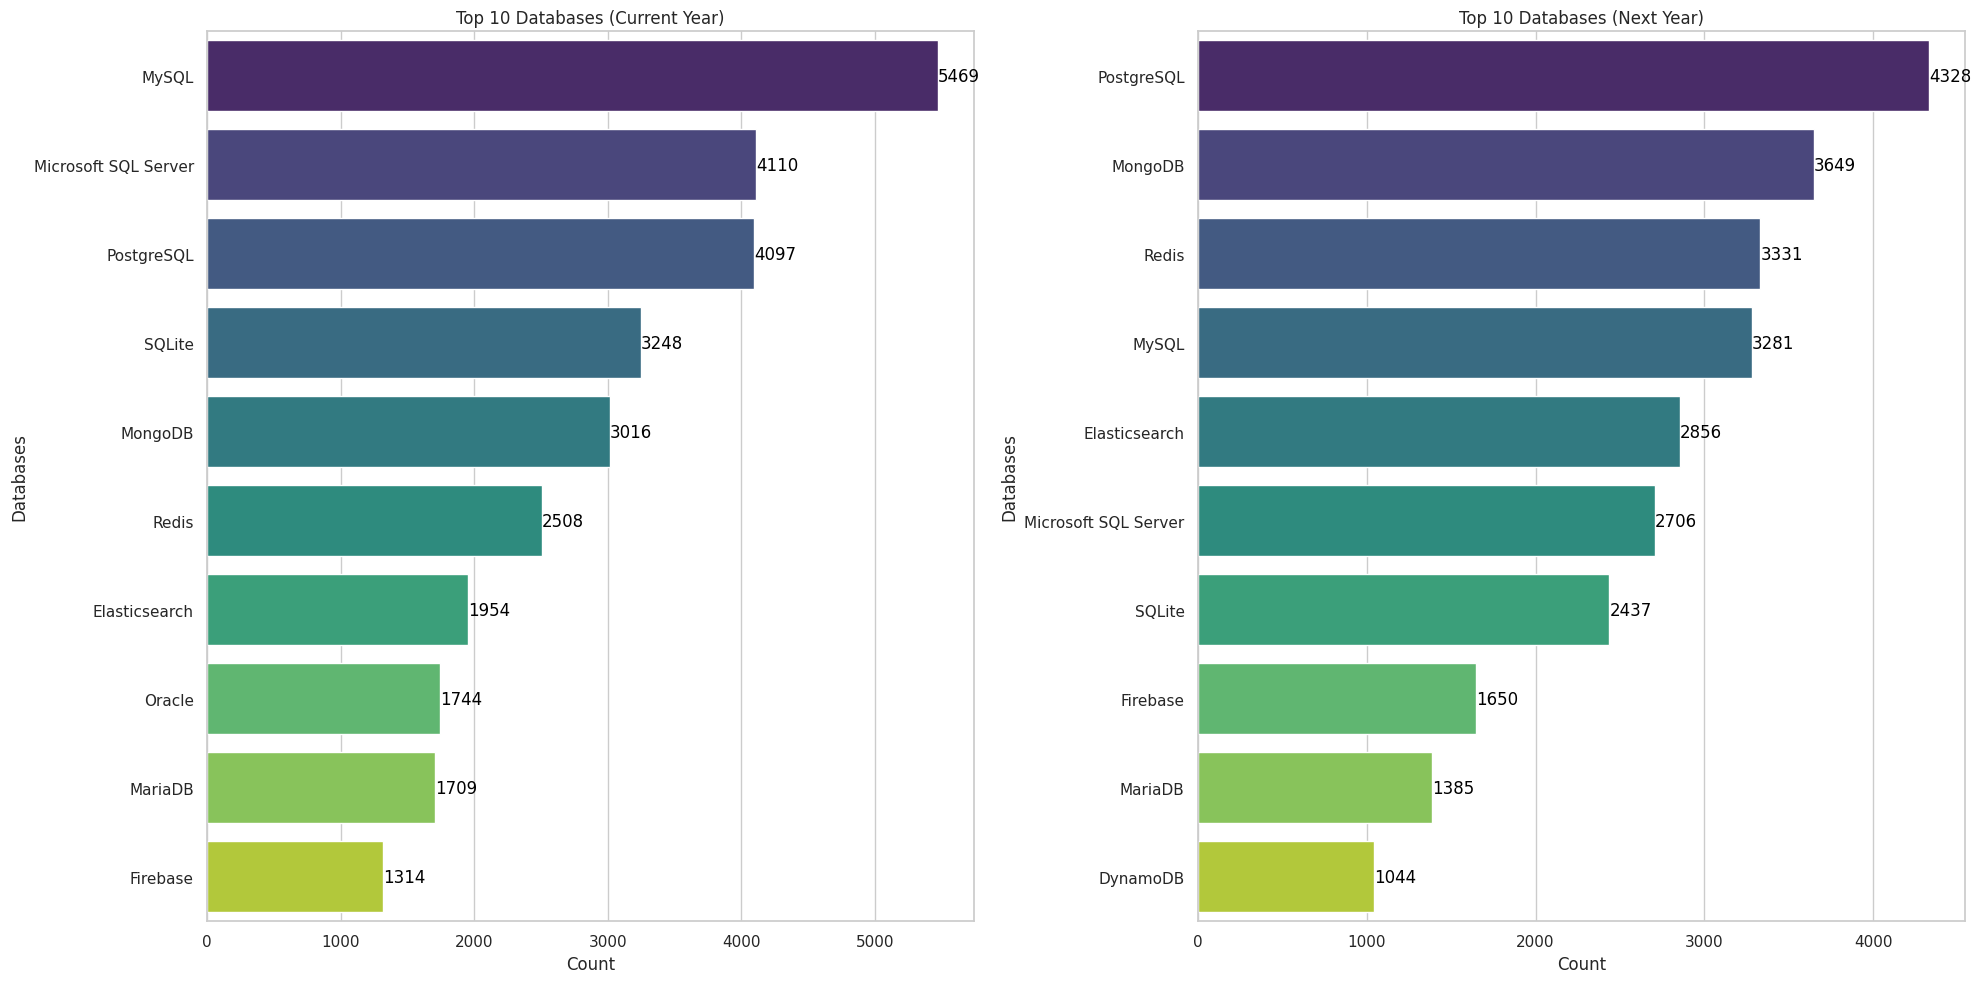 Top 10 Databases (Current Year)
MySQL 5469
Microsoft SQL Server 4110
PostgreSQL 4097
SQLite 3248
MongoDB 3016
Redis 2508
Elasticsearch 1954
Oracle 1744
MariaDB 1709
Firebase 1314
0 1000 2000 3000 4000 5000
Count
Databases
Top 10 Databases (Next Year)
PostgreSQL 4328
MongoDB 3649
Redis 3331
MySQL 3281
Elasticsearch 2856
Microsoft SQL Server 2706
SQLite 2437
Firebase 1650
MariaDB 1385
DynamoDB 1044
0 1000 2000 3000 4000
Count
Databases